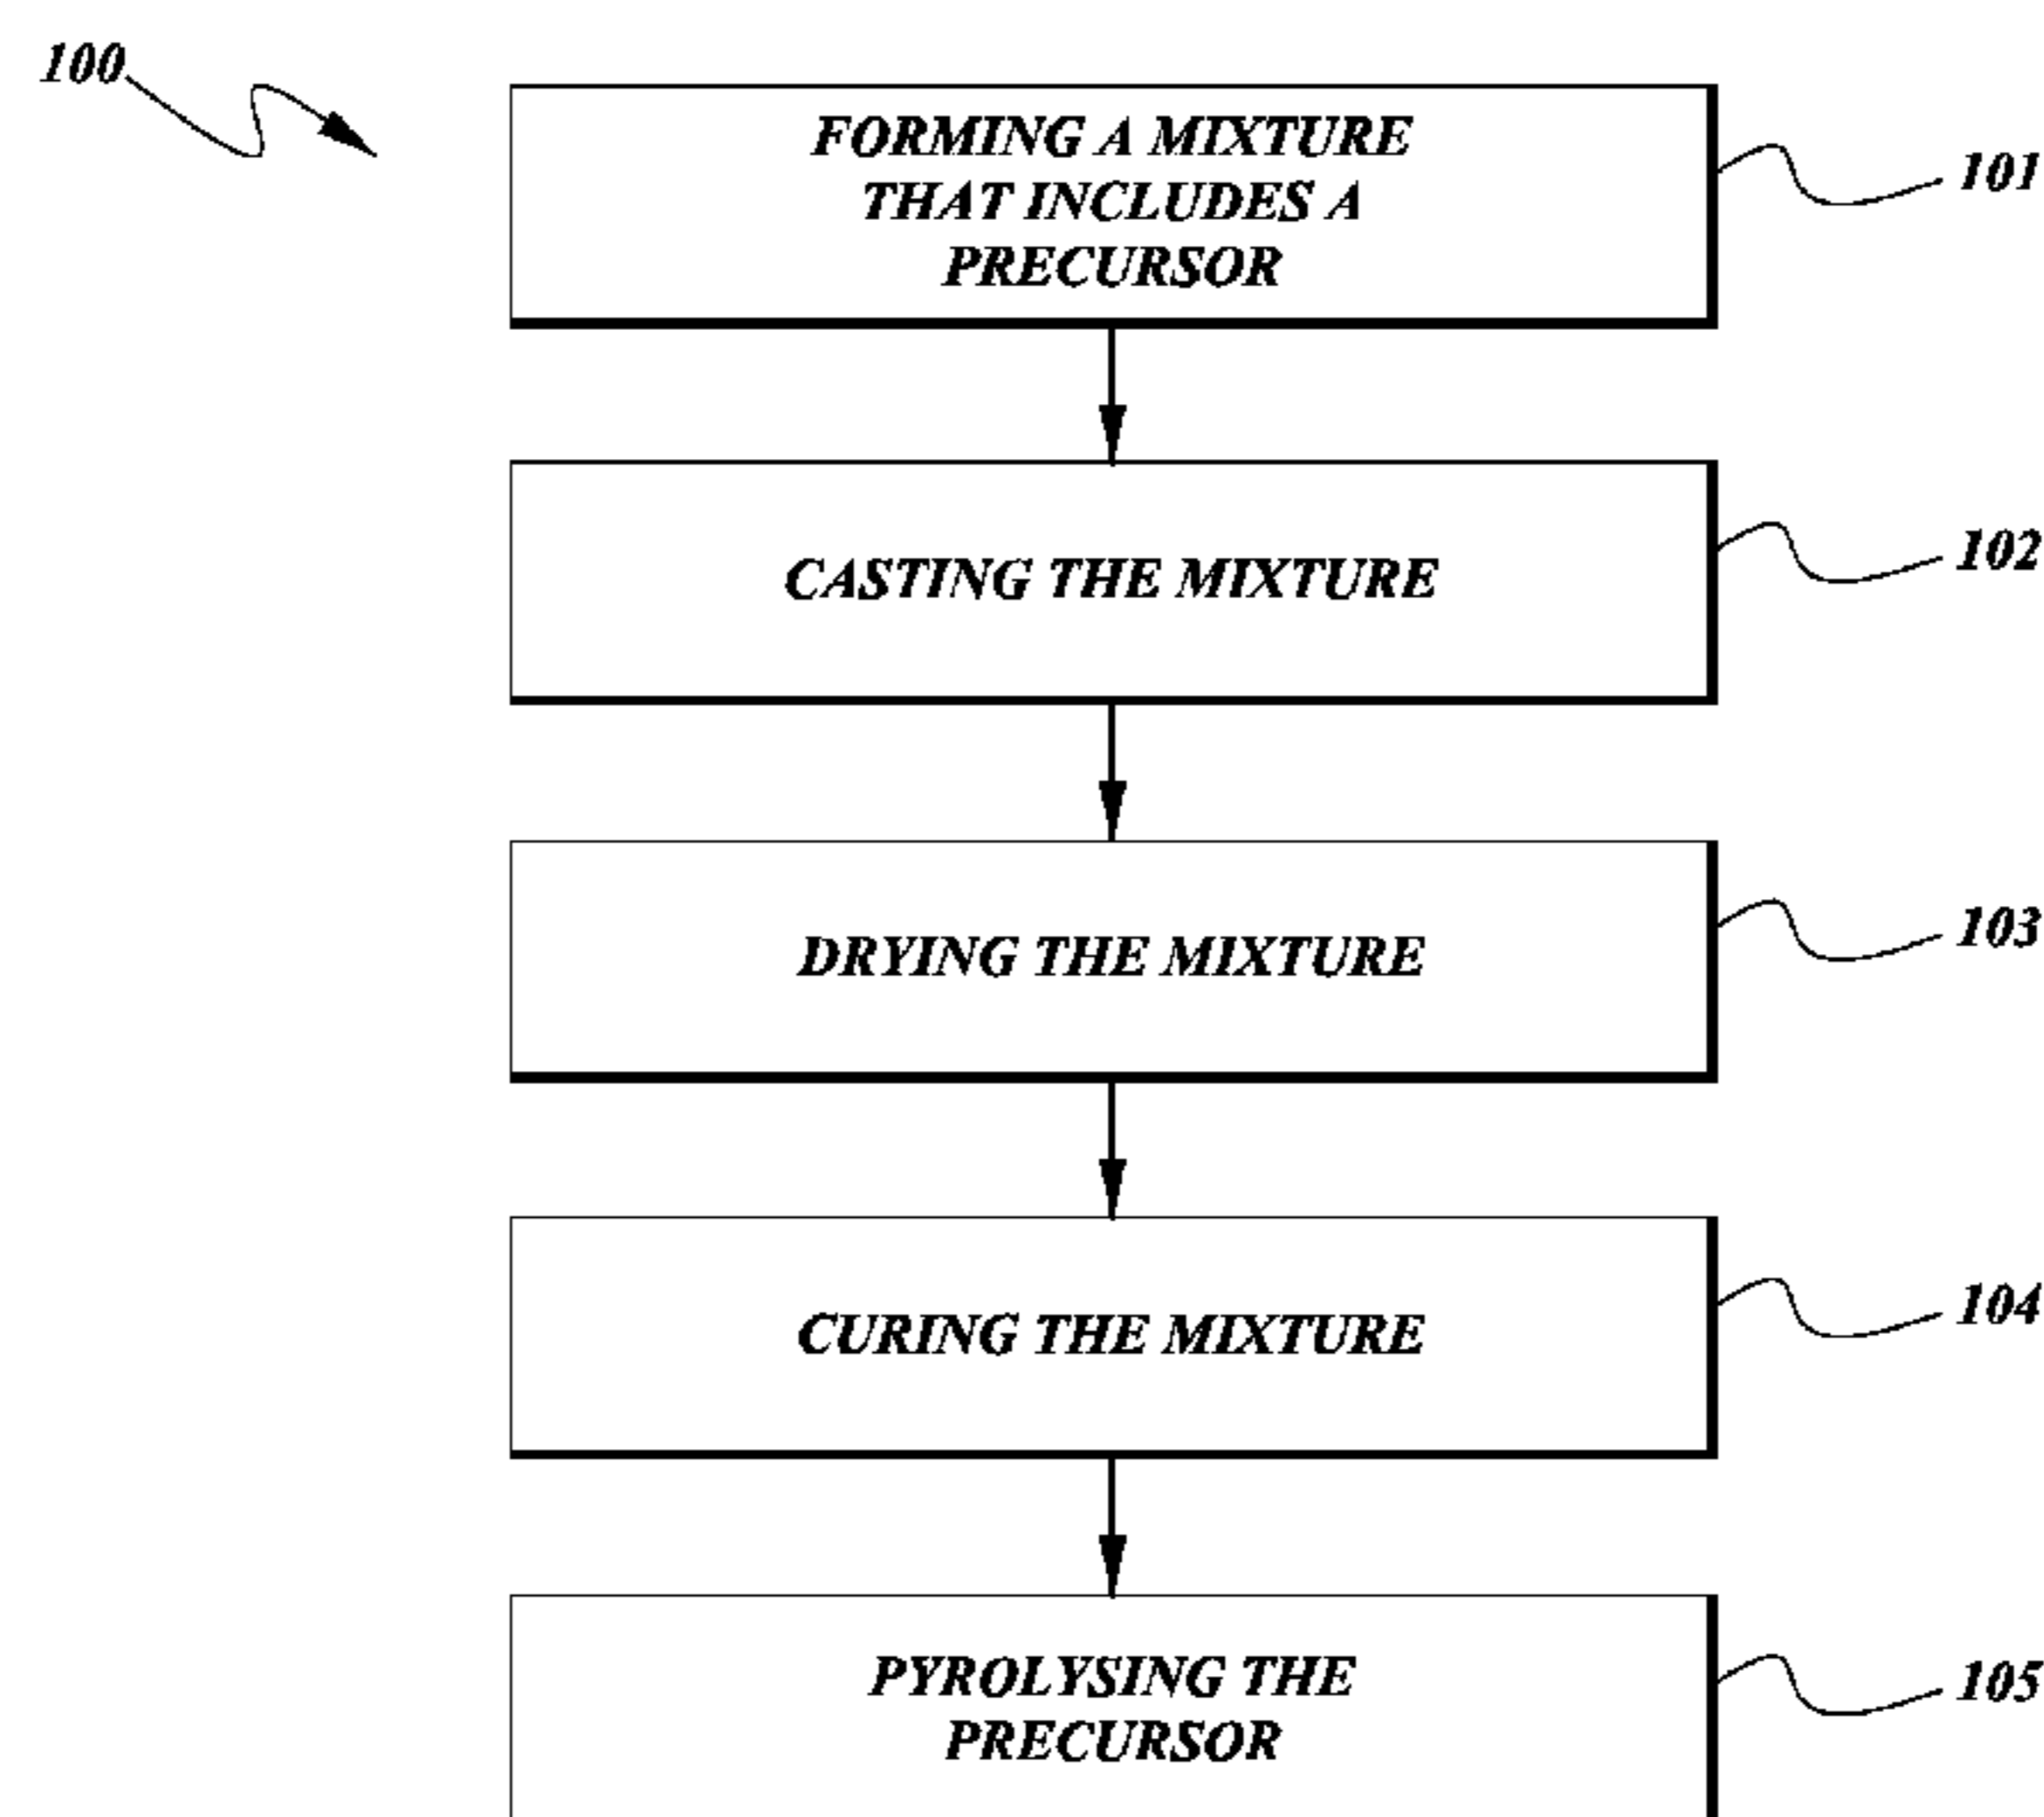 100
FORMING A MIXTURE
THAT INCLUDES A
PRECURSOR
101
CASTING THE MIXTURE
102
DRYING THE MIXTURE
103
CURING THE MIXTURE
104
PYROLYSING THE
PRECURSOR
105